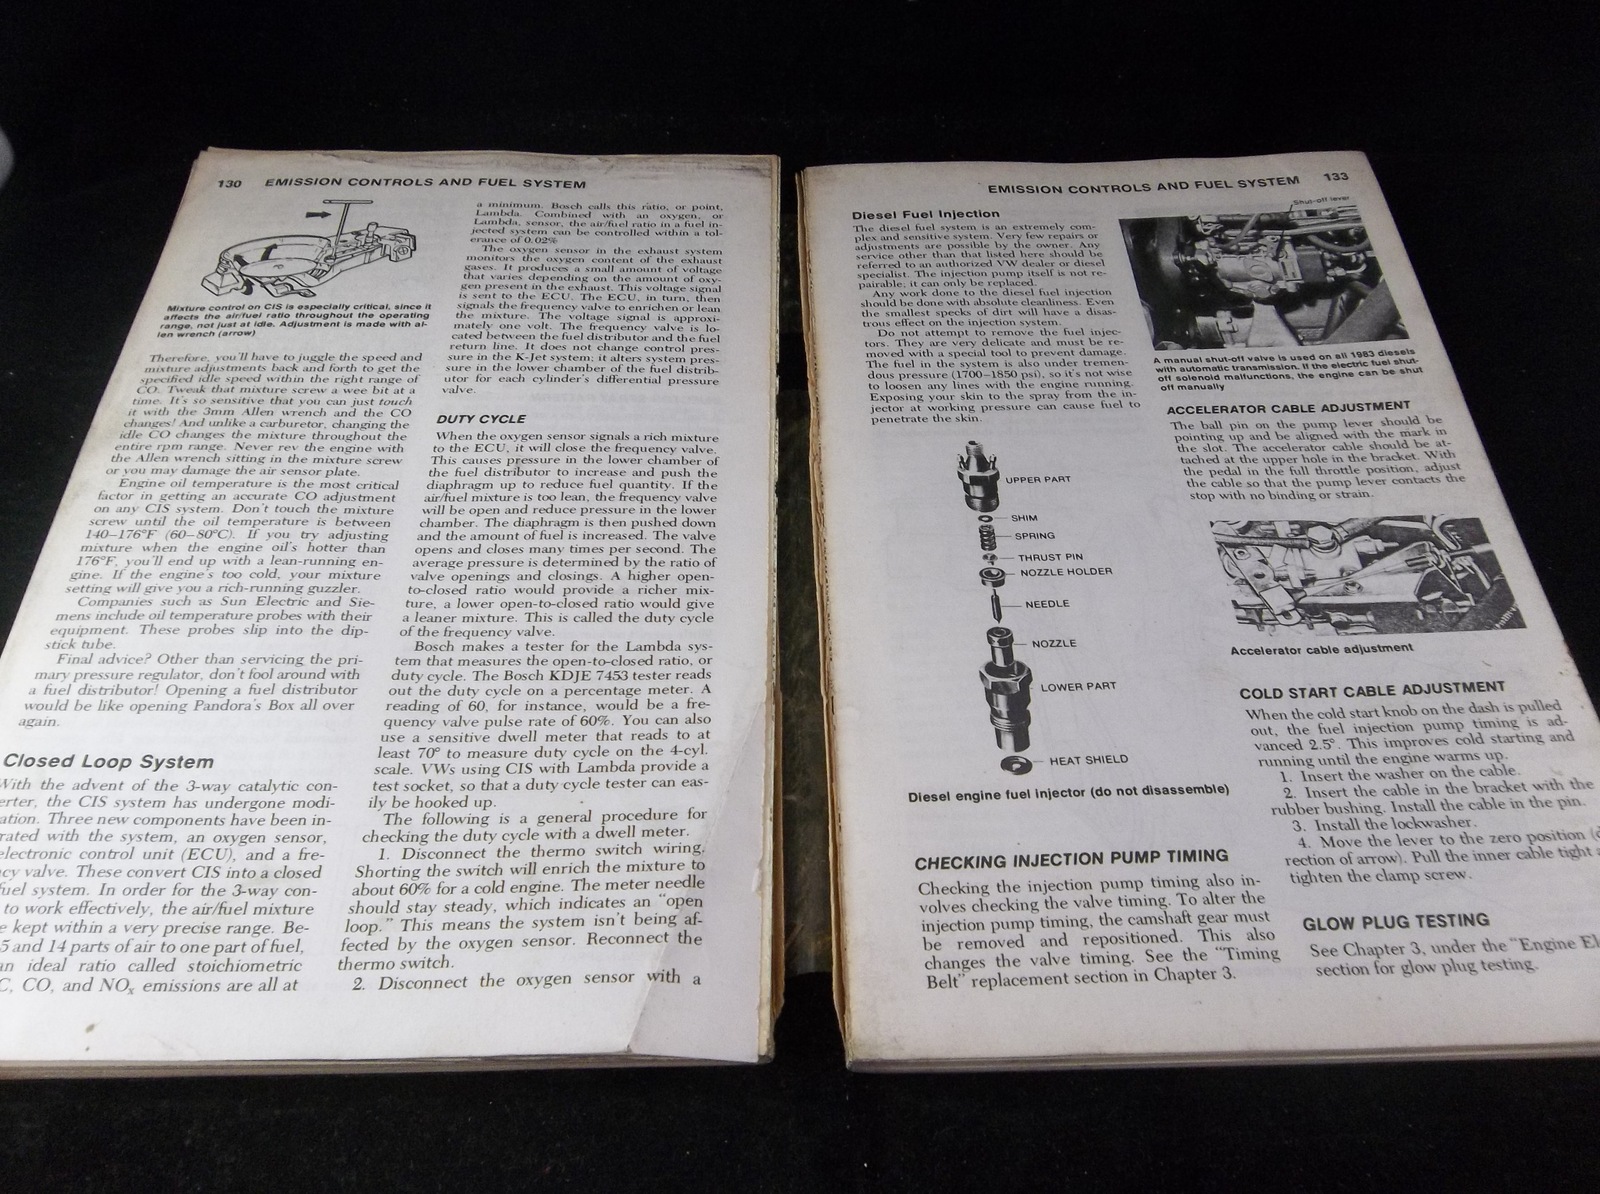 130 EMISSION CONTROLS AND FUEL SYSTEM
Mixture control on CIS is especially critical, since it
affects the air/fuel ratio throughout the operating
range, not just at idle. Adjustment is made with al-
len wrench (arrow)
Therefore, you'll have to juggle the speed and
mixture adjustments back and forth to get the
specified idle speed within the right range of
CO. Tweak that mixture screw a wee bit at a
time. It's so sensitive that you can just touch
it with the 3mm Allen wrench and the CO
changes! And unlike a carburetor, changing the
idle CO changes the mixture throughout the
entire rpm range. Never rev the engine with
the Allen wrench sitting in the mixture screw
or you may damage the air sensor plate.
Engine oil temperature is the most critical
factor in getting an accurate CO adjustment
on any CIS system. Don't touch the mixture
screw until the oil temperature is between
140–176°F (60–80°C). If you try adjusting
mixture when the engine oil's hotter than
176°F, you'll end up with a lean-running en-
gine. If the engine's too cold, your mixture
setting will give you a rich-running guzzler.
Companies such as Sun Electric and Sie-
mens include oil temperature probes with their
equipment. These probes slip into the dip-
stick tube.
Final advice? Other than servicing the pri-
mary pressure regulator, don't fool around with
a fuel distributor! Opening a fuel distributor
would be like opening Pandora's Box all over
again.
Closed Loop System
With the advent of the 3-way catalytic con-
erter, the CIS system has undergone modi-
ation. Three new components have been in-
rated with the system, an oxygen sensor,
electronic control unit (ECU), and a fre-
cy valve. These convert CIS into a closed
fuel system. In order for the 3-way con-
to work effectively, the air/fuel mixture
e kept within a very precise range. Be-
5 and 14 parts of air to one part of fuel,
an ideal ratio called stoichiometric
C, CO, and NOx emissions are all at
a minimum. Bosch calls this ratio, or point,
Lambda. Combined with an oxygen, or
Lambda, sensor, the air/fuel ratio in a fuel in-
jected system can be controlled within a tol-
erance of 0.02%
The oxygen sensor in the exhaust system
monitors the oxygen content of the exhaust
gases. It produces a small amount of voltage
that varies depending on the amount of oxy-
gen present in the exhaust. This voltage signal
is sent to the ECU. The ECU, in turn, then
signals the frequency valve to enrichen or lean
the mixture. The voltage signal is approxi-
mately one volt. The frequency valve is lo-
cated between the fuel distributor and the fuel
return line. It does not change control pres-
sure in the K-Jet system; it alters system pres-
sure in the lower chamber of the fuel distrib-
utor for each cylinder's differential pressure
valve.
DUTY CYCLE
When the oxygen sensor signals a rich mixture
to the ECU, it will close the frequency valve.
This causes pressure in the lower chamber of
the fuel distributor to increase and push the
diaphragm up to reduce fuel quantity. If the
air/fuel mixture is too lean, the frequency valve
will be open and reduce pressure in the lower
chamber. The diaphragm is then pushed down
and the amount of fuel is increased. The valve
opens and closes many times per second. The
average pressure is determined by the ratio of
valve openings and closings. A higher open-
to-closed ratio would provide a richer mix-
ture, a lower open-to-closed ratio would give
a leaner mixture. This is called the duty cycle
of the frequency valve.
Bosch makes a tester for the Lambda sys-
tem that measures the open-to-closed ratio, or
duty cycle. The Bosch KDJE 7453 tester reads
out the duty cycle on a percentage meter. A
reading of 60, for instance, would be a fre-
quency valve pulse rate of 60%. You can also
use a sensitive dwell meter that reads to at
least 70° to measure duty cycle on the 4-cyl.
scale. VWs using CIS with Lambda provide a
test socket, so that a duty cycle tester can eas-
ily be hooked up.
The following is a general procedure for
checking the duty cycle with a dwell meter.
1. Disconnect the thermo switch wiring.
Shorting the switch will enrich the mixture to
about 60% for a cold engine. The meter needle
should stay steady, which indicates an "open
loop." This means the system isn't being af-
fected by the oxygen sensor. Reconnect the
thermo switch.
2. Disconnect the oxygen sensor with a
EMISSION CONTROLS AND FUEL SYSTEM 133
Diesel Fuel Injection
The diesel fuel system is an extremely com-
plex and sensitive system. Very few repairs or
adjustments are possible by the owner. Any
service other than that listed here should be
referred to an authorized VW dealer or diesel
specialist. The injection pump itself is not re-
pairable, it can only be replaced.
Any work done to the diesel fuel injection
should be done with absolute cleanliness. Even
the smallest specks of dirt will have a disas-
trous effect on the injection system.
Do not attempt to remove the fuel injec-
tors. They are very delicate and must be re-
moved with a special tool to prevent damage.
The fuel in the system is also under tremen-
dous pressure (1700–1850 psi), so it's not wise
to loosen any lines with the engine running.
Exposing your skin to the spray from the in-
jector at working pressure can cause fuel to
penetrate the skin.
UPPER PART
SHIM
SPRING
THRUST PIN
NOZZLE HOLDER
NEEDLE
NOZZLE
LOWER PART
HEAT SHIELD
Diesel engine fuel injector (do not disassemble)
CHECKING INJECTION PUMP TIMING
Checking the injection pump timing also in-
volves checking the valve timing. To alter the
injection pump timing, the camshaft gear must
be removed and repositioned. This also
changes the valve timing. See the "Timing
Belt" replacement section in Chapter 3.
Shut-off lever
A manual shut-off valve is used on all 1983 diesels
with automatic transmission. If the electric fuel shut-
off solenoid malfunctions, the engine can be shut
off manually
ACCELERATOR CABLE ADJUSTMENT
The ball pin on the pump lever should be
pointing up and be aligned with the mark in
the slot. The accelerator cable should be at-
tached at the upper hole in the bracket. With
the pedal in the full throttle position, adjust
the cable so that the pump lever contacts the
stop with no binding or strain.
Accelerator cable adjustment
COLD START CABLE ADJUSTMENT
When the cold start knob on the dash is pulled
out, the fuel injection pump timing is ad-
vanced 2.5°. This improves cold starting and
running until the engine warms up.
1. Insert the washer on the cable.
2. Insert the cable in the bracket with the
rubber bushing. Install the cable in the pin.
3. Install the lockwasher.
4. Move the lever to the zero position (d
rection of arrow). Pull the inner cable tight a
tighten the clamp screw.
GLOW PLUG TESTING
See Chapter 3, under the "Engine El
section for glow plug testing.